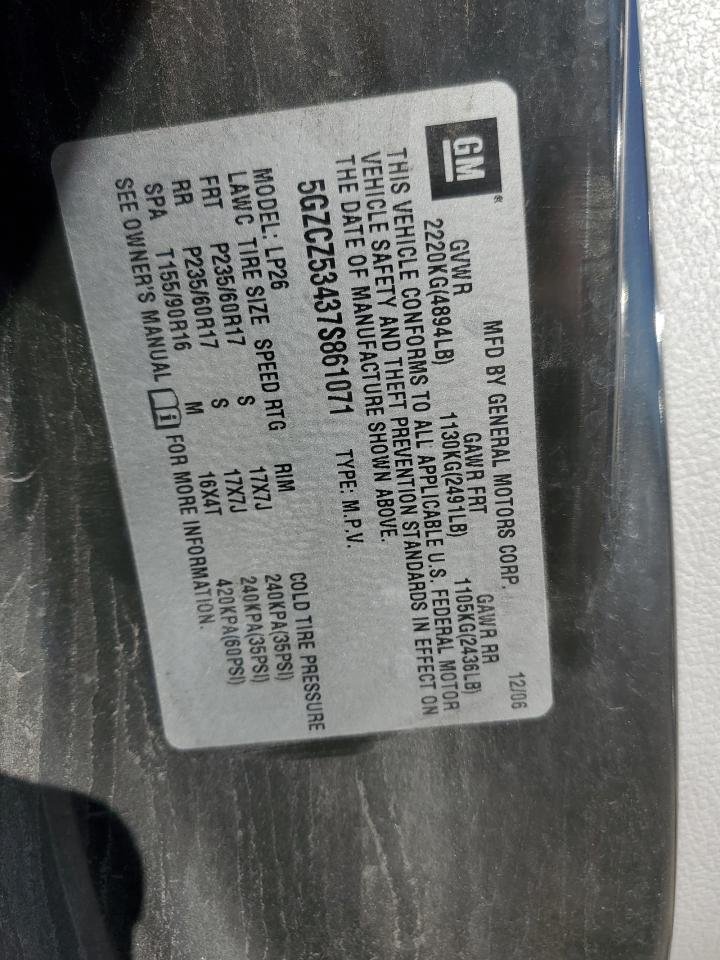 GM®
MFD BY GENERAL MOTORS CORP. 12/06
GVWR GAWR FRT GAWR RR
2220KG(4894LB) 1130KG(2491LB) 1105KG(2436LB)
THIS VEHICLE CONFORMS TO ALL APPLICABLE U.S. FEDERAL MOTOR
VEHICLE SAFETY AND THEFT PREVENTION STANDARDS IN EFFECT ON
THE DATE OF MANUFACTURE SHOWN ABOVE.
5GZCZ53437S861071 TYPE: M.P.V.
MODEL: LP26
LAWC TIRE SIZE SPEED RTG RIM COLD TIRE PRESSURE
FRT P235/60R17 S 17X7J 240KPA(35PSI)
RR P235/60R17 S 17X7J 240KPA(35PSI)
SPA T155/90R16 M 16X4T 420KPA(60PSI)
SEE OWNER'S MANUAL FOR MORE INFORMATION.